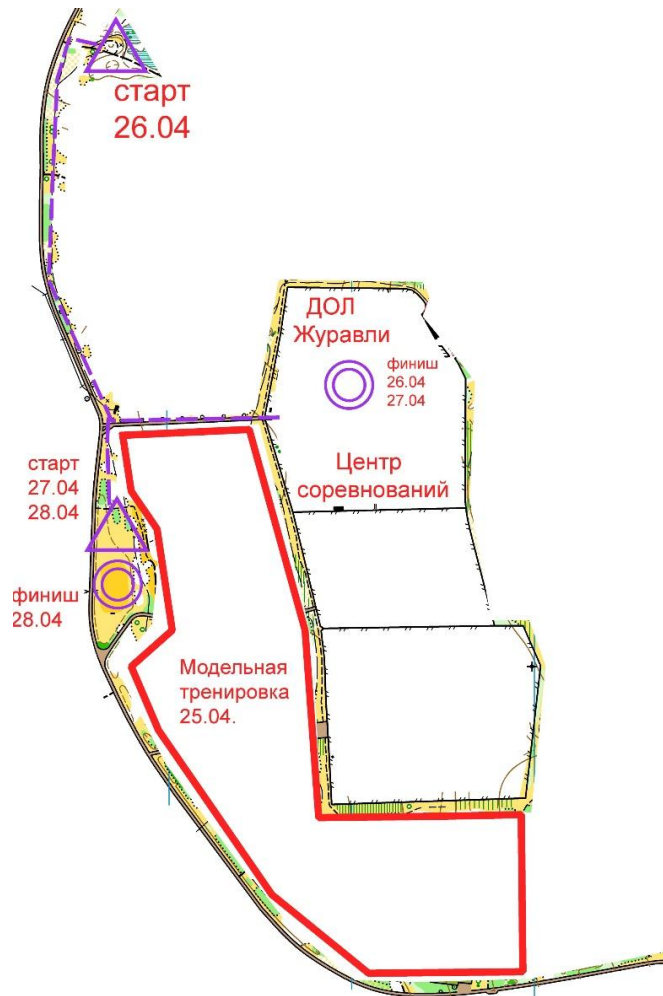 старт
26.04
ДОЛ
Журавли
финиш
26.04
27.04
Центр
соревнований
старт
27.04
28.04
финиш
28.04
Модельная
тренировка
25.04.